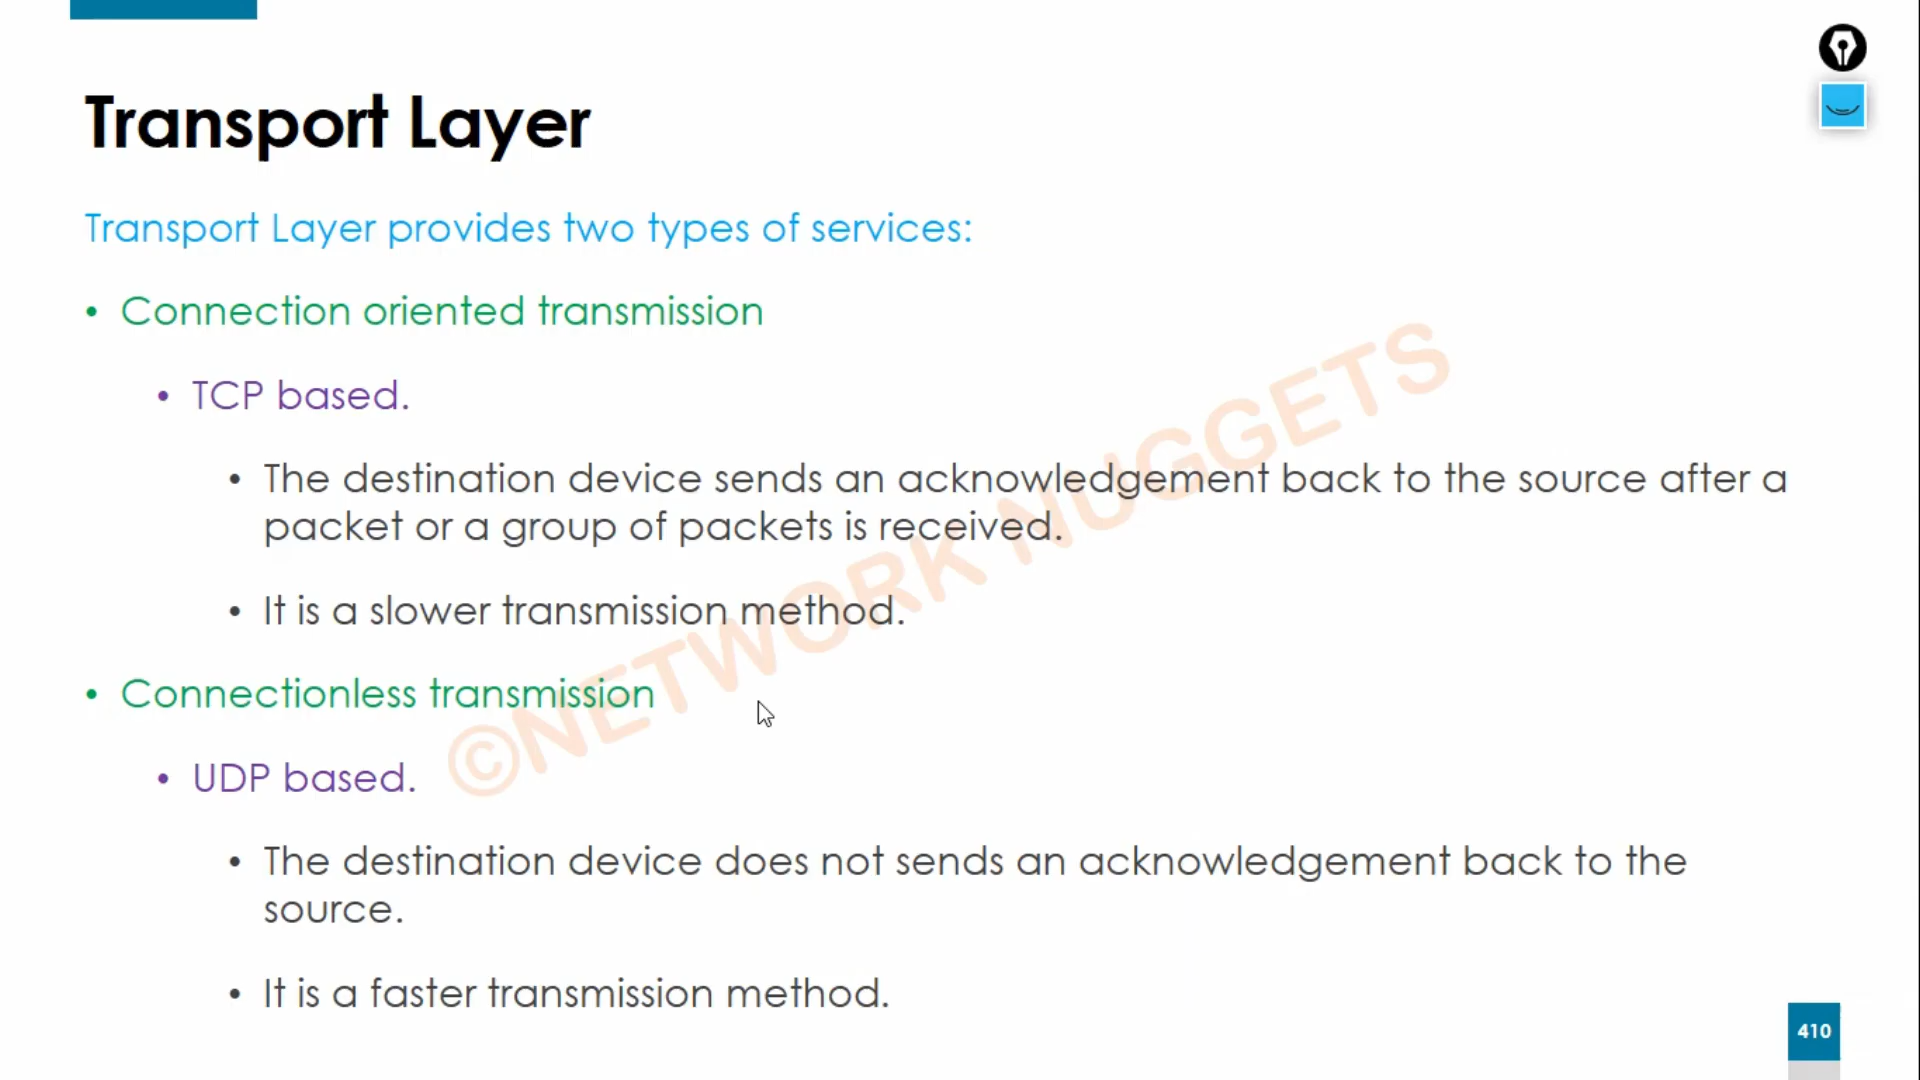 Transport Layer
Transport Layer provides two types of services:
• Connection oriented transmission
• TCP based.
• The destination device sends an acknowledgement back to the source after a
packet or a group of packets is received.
• It is a slower transmission method.
• Connectionless transmission
• UDP based.
• The destination device does not sends an acknowledgement back to the
source.
• It is a faster transmission method.
©NETWORK NUGGETS
410